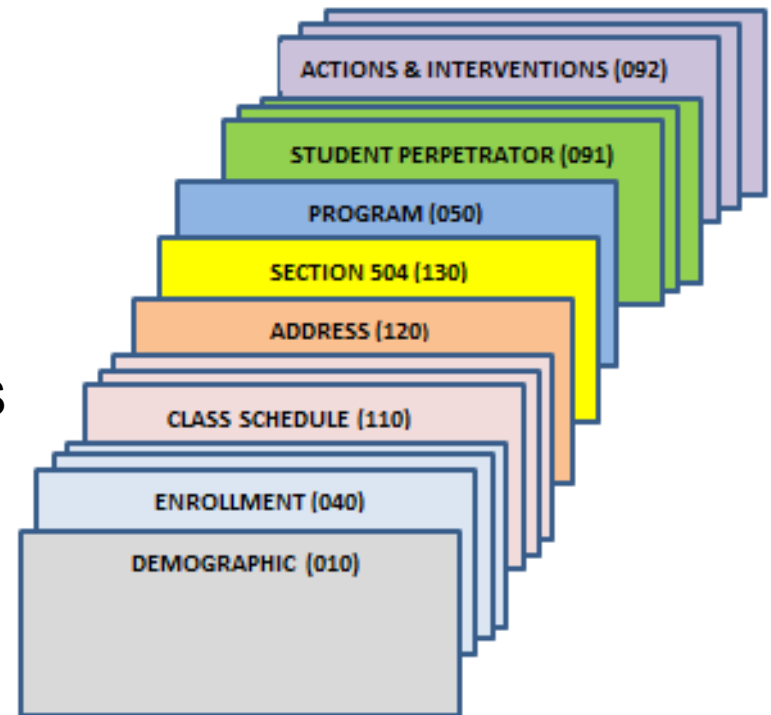 ACTIONS & INTERVENTIONS (092)
STUDENT PERPETRATOR (091)
PROGRAM (050)
SECTION 504 (130)
ADDRESS (120)
s
CLASS SCHEDULE (110)
ENROLLMENT (040)
DEMOGRAPHIC (010)